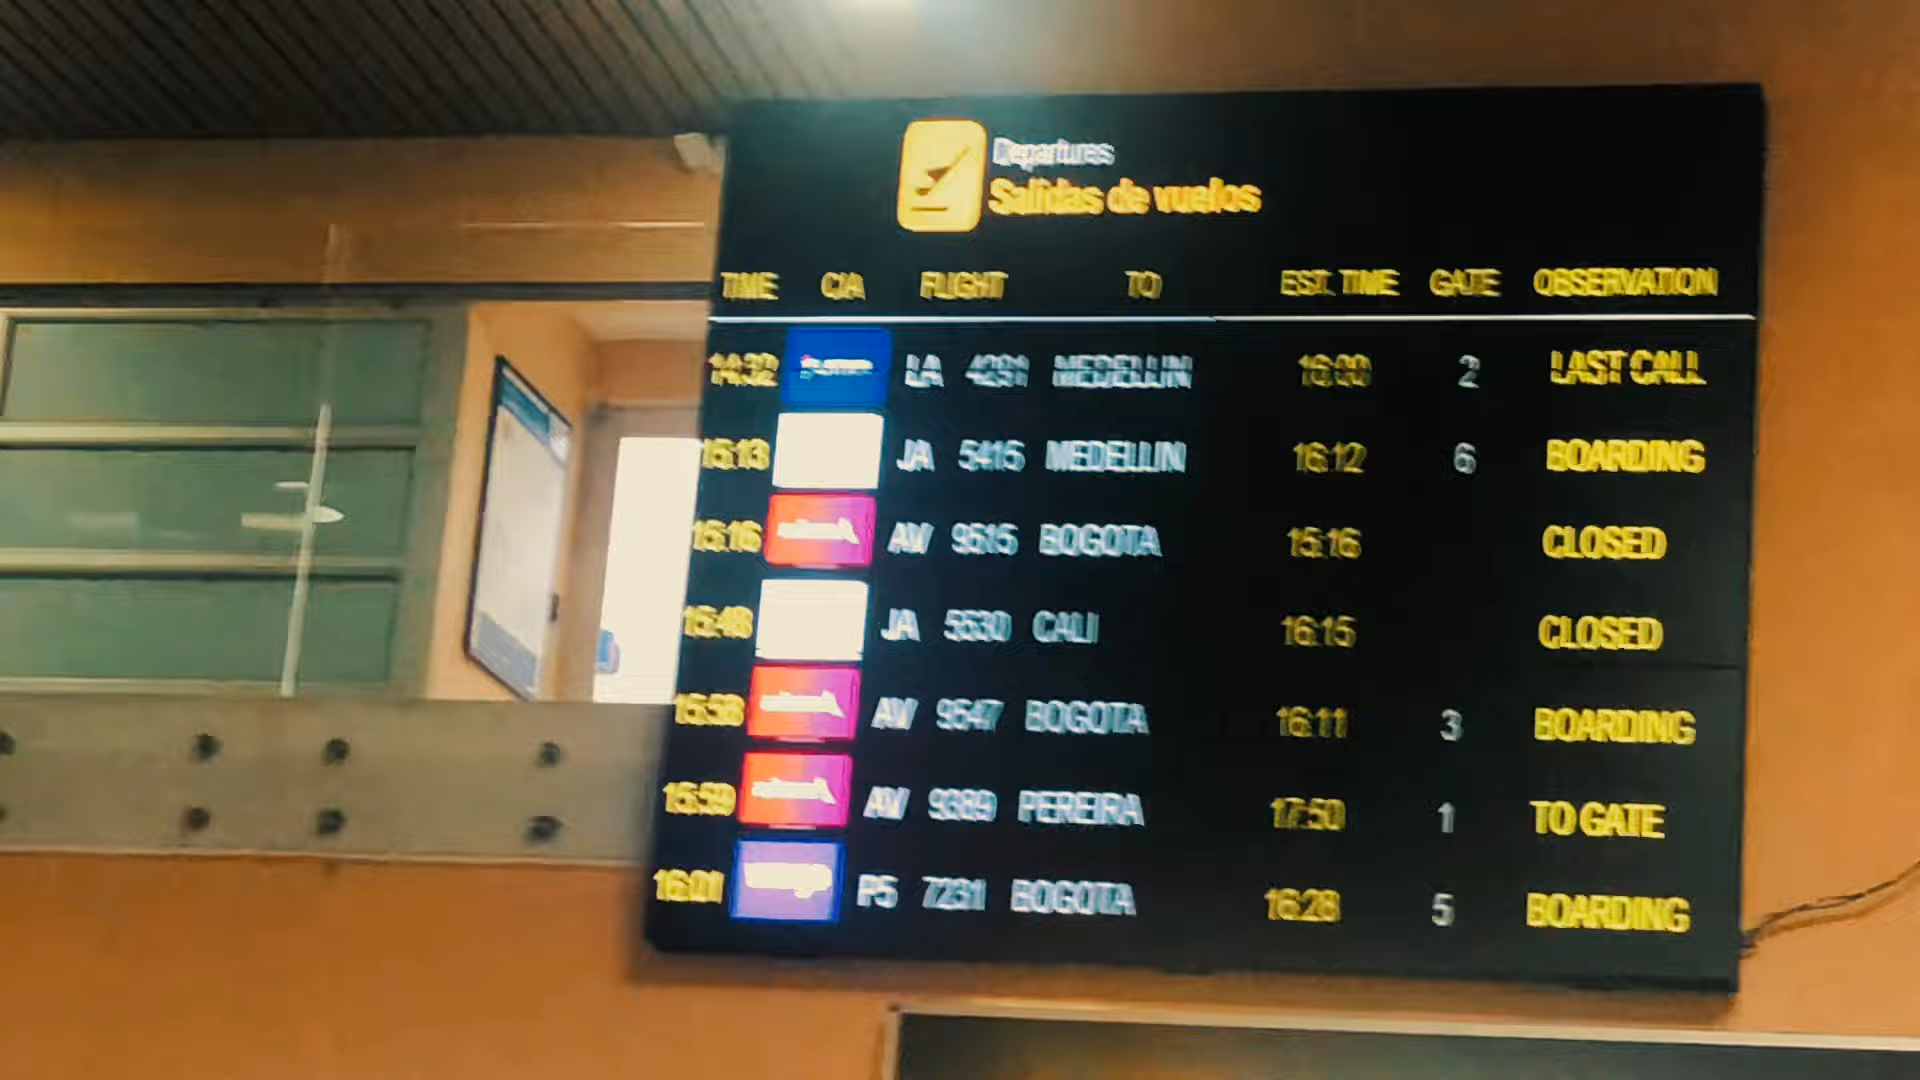 Departures
Salidas de vuelos
TIME CIA FLIGHT TO EST. TIME GATE OBSERVATION
14:32 LA 4291 MEDELLIN 16:00 2 LAST CALL
15:13 JA 5415 MEDELLIN 16:12 6 BOARDING
15:16 AV 9515 BOGOTA 15:16 CLOSED
15:48 JA 5530 CALI 16:15 CLOSED
15:58 AV 9547 BOGOTA 16:11 3 BOARDING
15:59 AV 9389 PEREIRA 17:50 1 TO GATE
16:01 P5 7231 BOGOTA 16:28 5 BOARDING